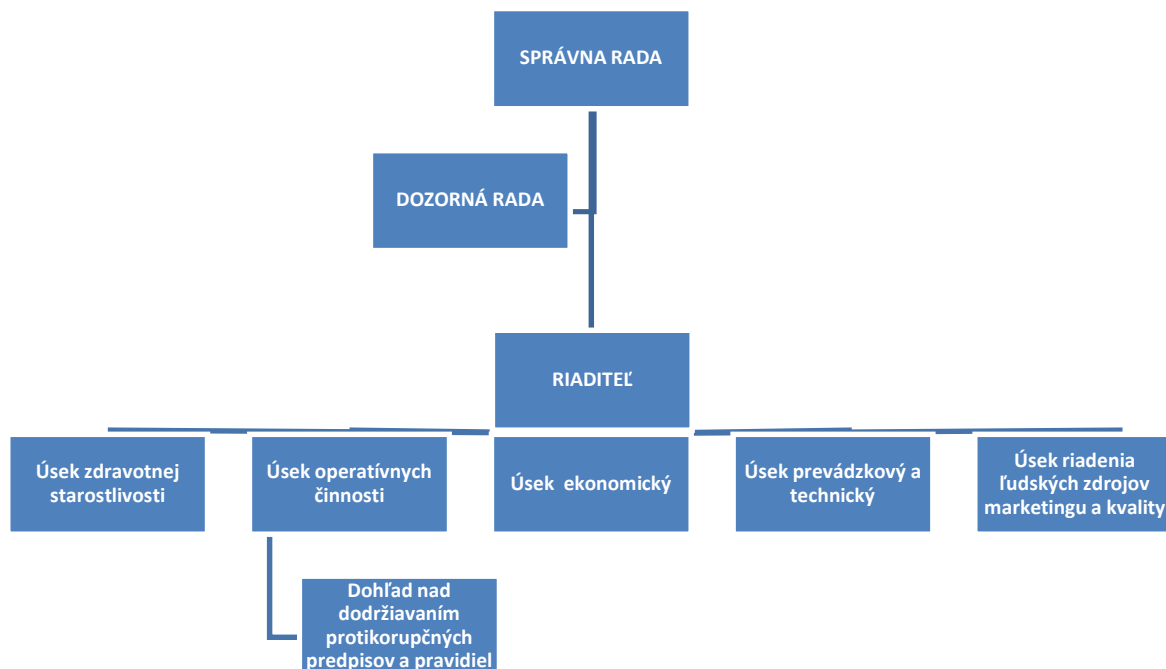 SPRÁVNA RADA
DOZORNÁ RADA
RIADITEĽ
Úsek zdravotnej
starostlivosti
Úsek operatívnych
činnosti
Úsek ekonomický
Úsek prevádzkový a
technický
Úsek riadenia
ľudských zdrojov
marketingu a kvality
Dohľad nad
dodržiavaním
protikorupčných
predpisov a pravidiel